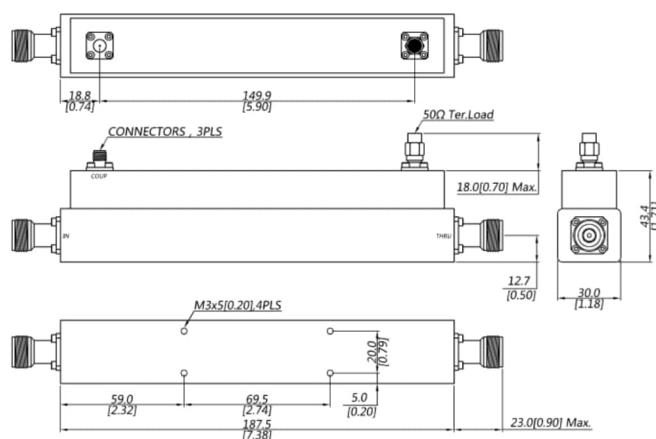 18.8
[0.74]
149.9
[5.90]
CONNECTORS , 3PLS
50Ω Ter.Load
COUP
18.0[0.70] Max.
IN
THRU
43.4
[1.71]
12.7
[0.50]
30.0
[1.18]
M3x5[0.20],4PLS
20.0
[0.79]
59.0
[2.32]
69.5
[2.74]
5.0
[0.20]
187.5
[7.38]
23.0[0.90] Max.